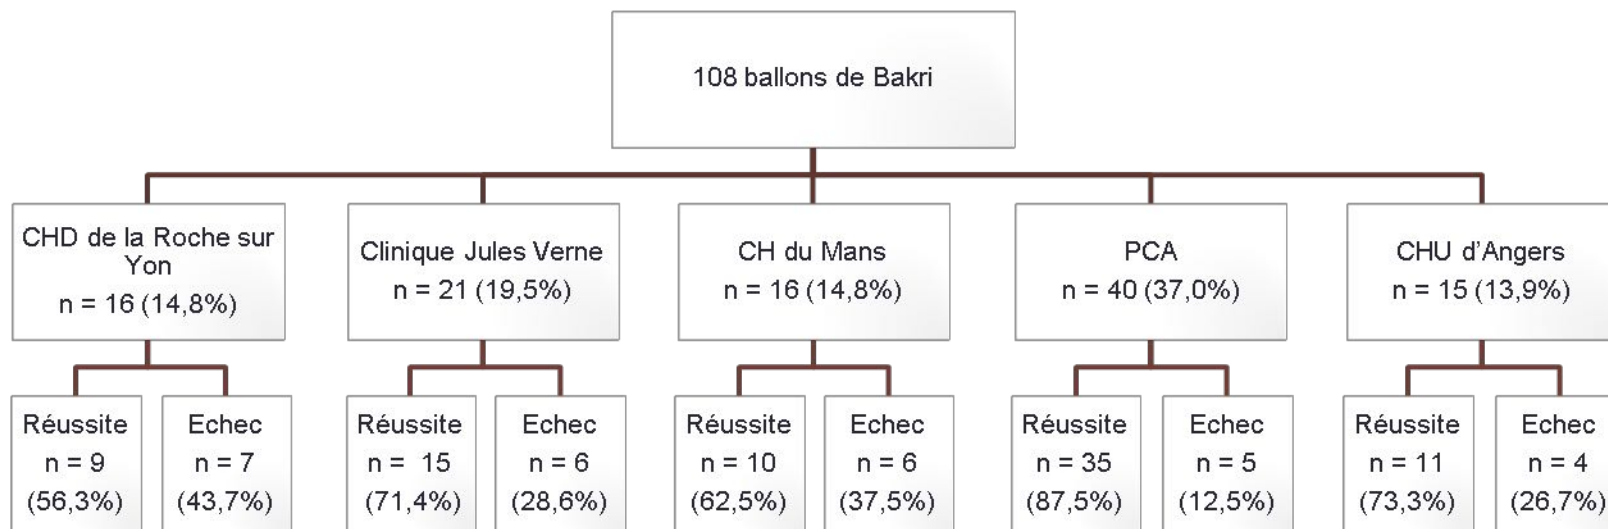 108 ballons de Bakri
CHD de la Roche sur
Yon
n = 16 (14,8%)
Clinique Jules Verne
n = 21 (19,5%)
CH du Mans
n = 16 (14,8%)
PCA
n = 40 (37,0%)
CHU d’Angers
n = 15 (13,9%)
Réussite
n = 9
(56,3%)
Echec
n = 7
(43,7%)
Réussite
n = 15
(71,4%)
Echec
n = 6
(28,6%)
Réussite
n = 10
(62,5%)
Echec
n = 6
(37,5%)
Réussite
n = 35
(87,5%)
Echec
n = 5
(12,5%)
Réussite
n = 11
(73,3%)
Echec
n = 4
(26,7%)